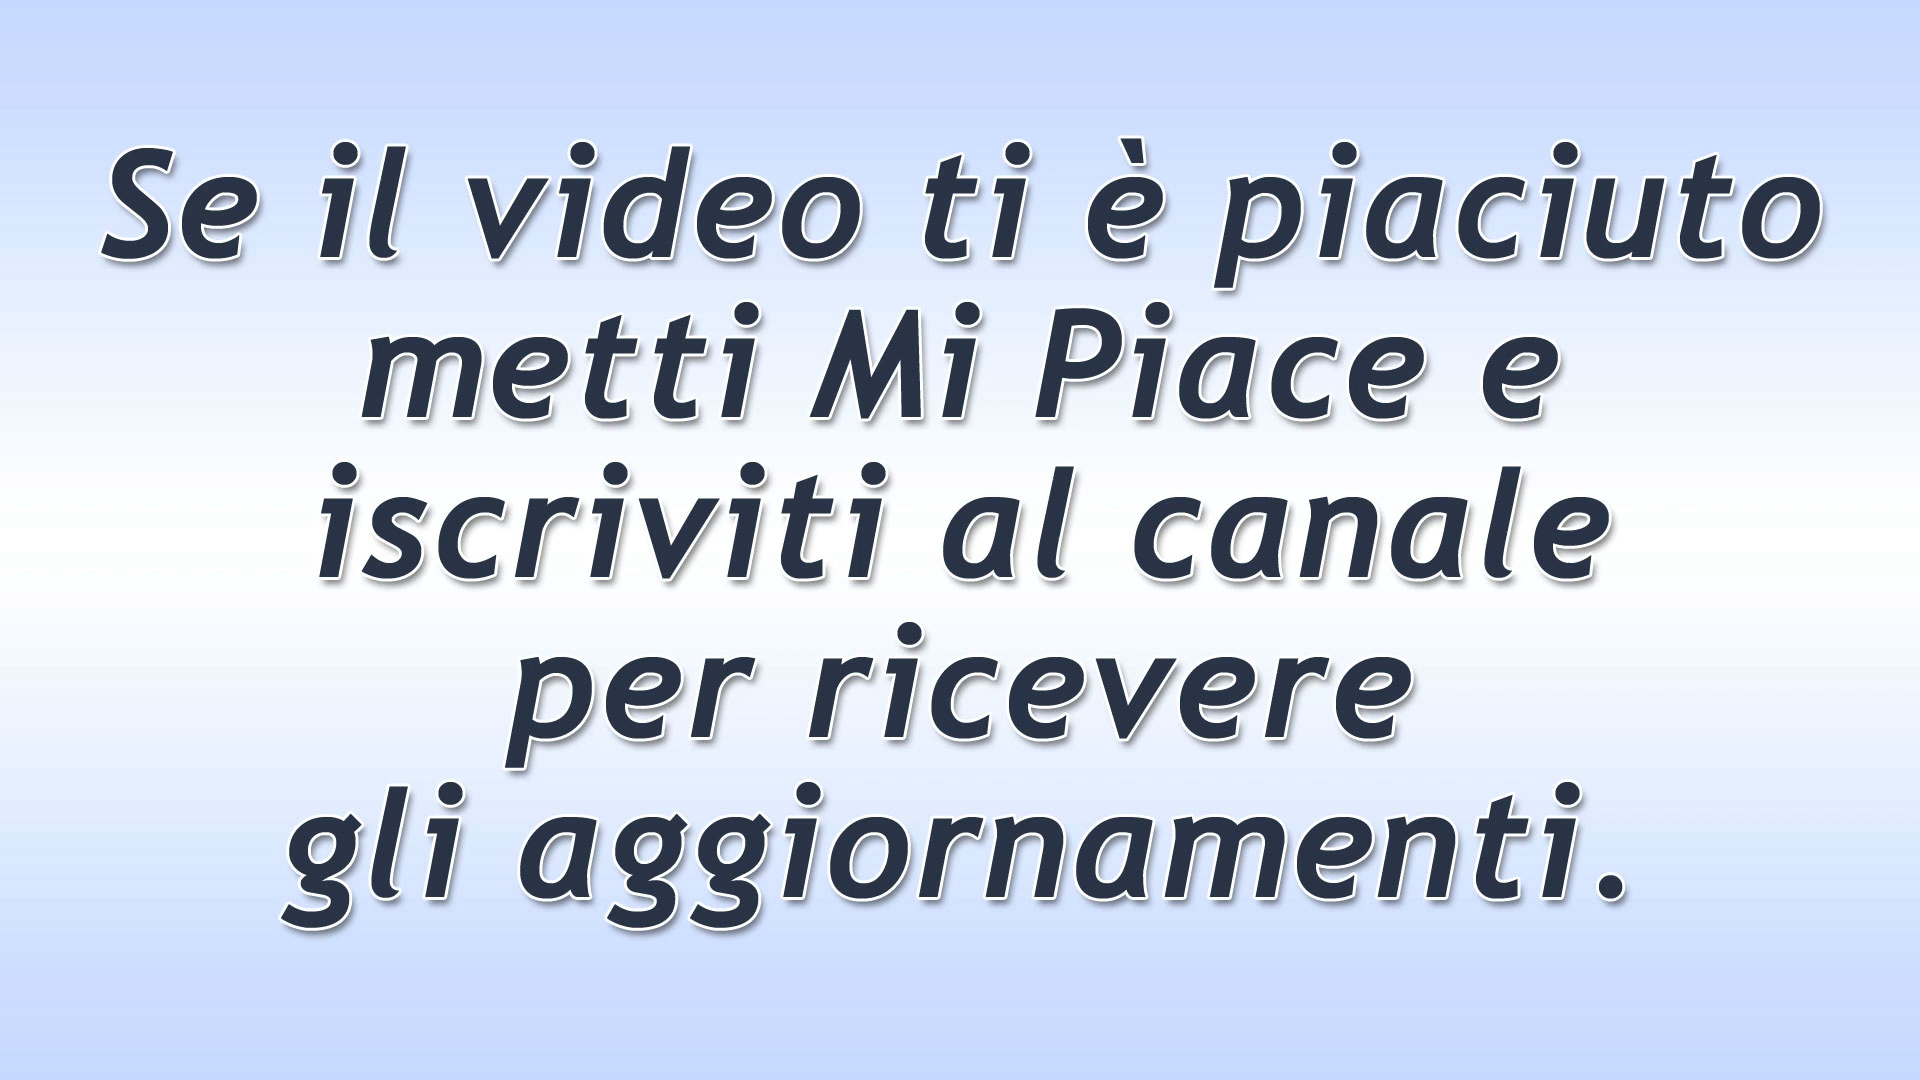 Se il video ti è piaciuto
metti Mi Piace e
iscriviti al canale
per ricevere
gli aggiornamenti.